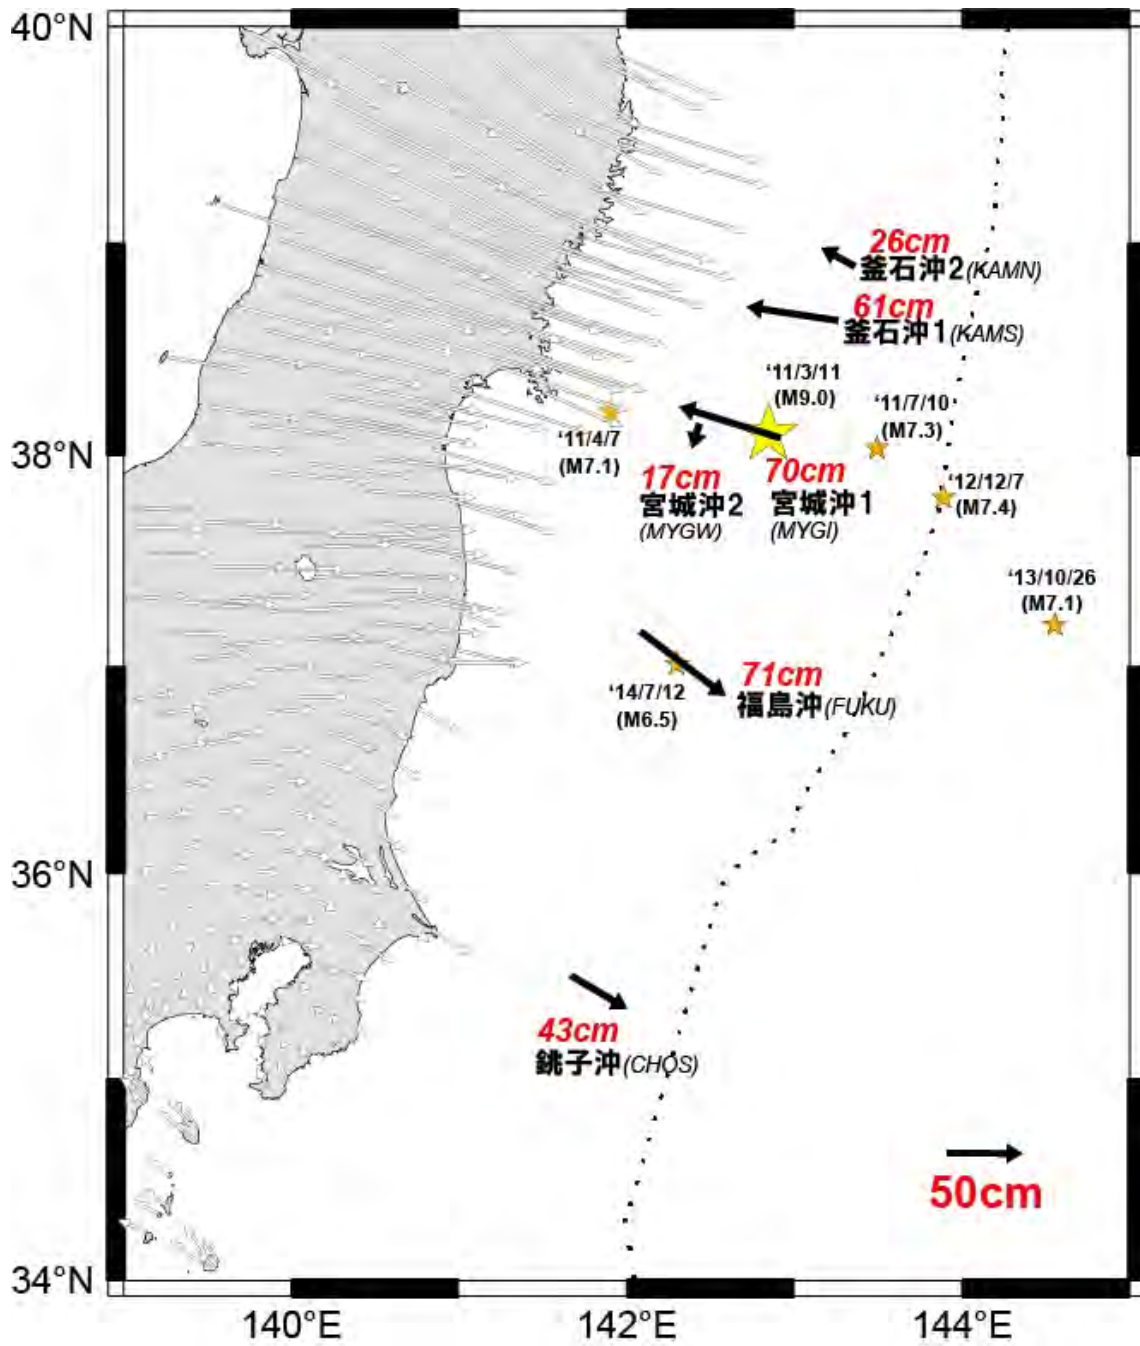 40°N
26cm
釜石沖2(KAMN)
61cm
釜石沖1(KAMS)
‘11/3/11
(M9.0)
‘11/7/10
(M7.3)
38°N
‘11/4/7
(M7.1)
17cm
宮城沖2
(MYGW)
70cm
宮城沖1
(MYGI)
‘12/12/7
(M7.4)
‘13/10/26
(M7.1)
‘14/7/12
(M6.5)
71cm
福島沖(FUKU)
36°N
43cm
銚子沖(CHOS)
50cm
34°N
140°E
142°E
144°E